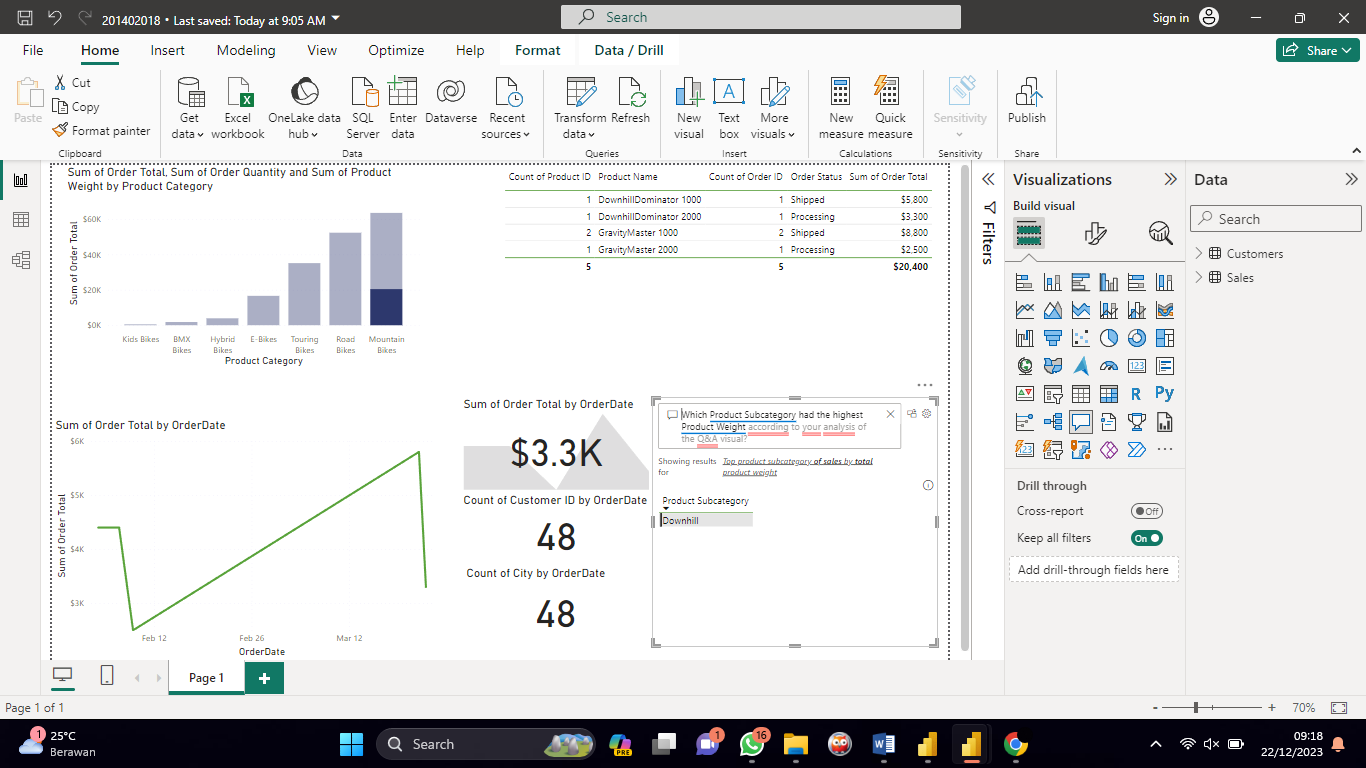 201402018 • Last saved: Today at 9:05 AM
Search
Sign in
File Home Insert Modeling View Optimize Help Format Data / Drill
Share
Paste
Cut
Copy
Format painter
Clipboard
Get data
Excel workbook
OneLake data hub
SQL Server
Enter data
Dataverse
Recent sources
Data
Transform data
Refresh
Queries
New visual
Text box
More visuals
Insert
New measure
Quick measure
Calculations
Sensitivity
Sensitivity
Publish
Share
Sum of Order Total, Sum of Order Quantity and Sum of Product
Weight by Product Category
Sum of Order Total
$60K
$40K
$20K
$0K
Kids Bikes BMX Bikes Hybrid Bikes E-Bikes Touring Bikes Road Bikes Mountain Bikes
Product Category
Count of Product ID Product Name Count of Order ID Order Status Sum of Order Total
1 DownhillDominator 1000 1 Shipped $5,800
1 DownhillDominator 2000 1 Processing $3,300
2 GravityMaster 1000 2 Shipped $8,800
1 GravityMaster 2000 1 Processing $2,500
5 5 $20,400
Sum of Order Total by OrderDate
Sum of Order Total
$6K
$5K
$4K
$3K
Feb 12 Feb 26 Mar 12
OrderDate
Sum of Order Total by OrderDate
$3.3K
Count of Customer ID by OrderDate
48
Count of City by OrderDate
48
Which Product Subcategory had the highest
Product Weight according to your analysis of
the Q&A visual?
Showing results for
Top product subcategory of sales by total
product weight
Product Subcategory
Downhill
Filters
Visualizations
Build visual
123
R
Py
123
Drill through
Cross-report
Off
Keep all filters
On
Add drill-through fields here
Data
Search
Customers
Sales
Page 1
+
Page 1 of 1
- + 70%
1
25°C
Berawan
Search
PRE
1
16
W
09:18
22/12/2023